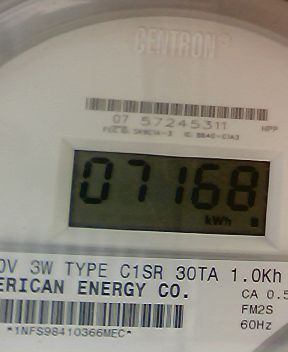 CENTRON®
07 57245311
HPP
07168
kWh
0V 3W TYPE C1SR 30TA 1.0Kh
ERICAN ENERGY CO.
CA 0.5
FM2S
60Hz
*1NFS98410366MEC*